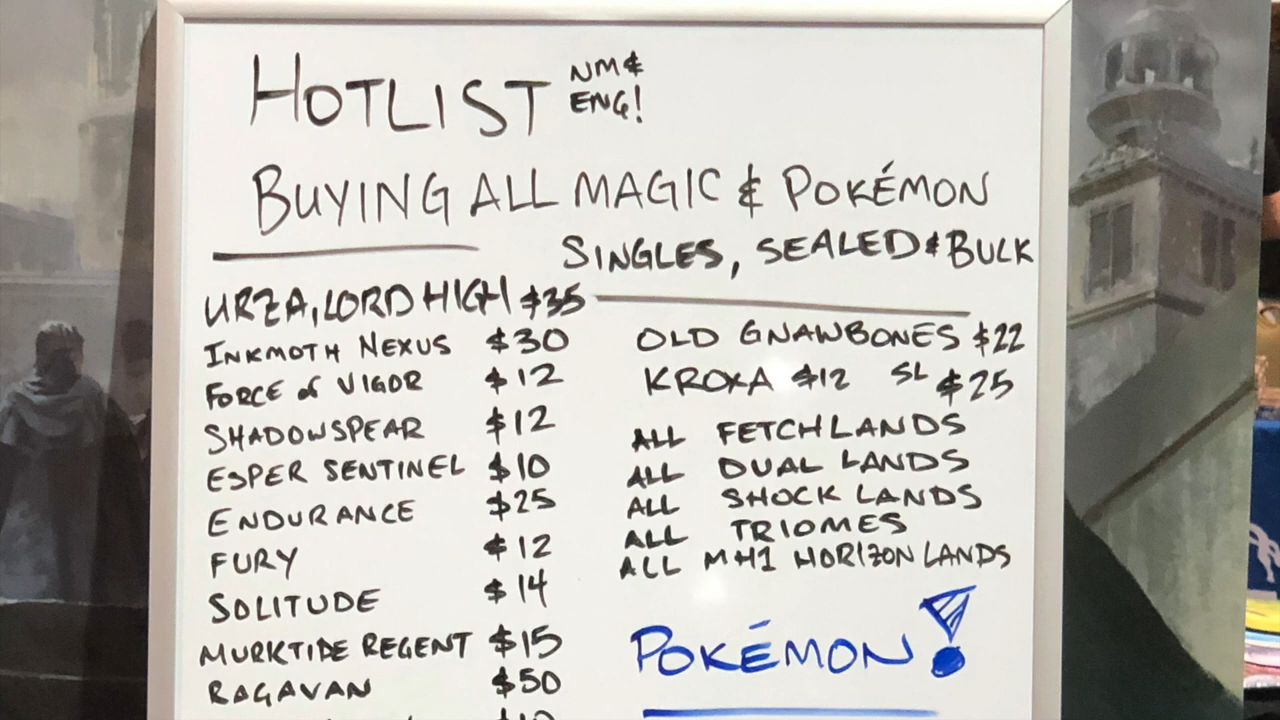 HOTLIST NM &
ENG!
BUYING ALL MAGIC & POKÉMON
SINGLES, SEALED & BULK
URZA, LORD HIGH $35
INKMOTH NEXUS $30
FORCE of VIGOR $12
SHADOWSPEAR $12
ESPER SENTINEL $10
ENDURANCE $25
FURY $12
SOLITUDE $14
MURKTIDE REGENT $15
RAGAVAN $50
OLD GNAWBONES $22
KROXA $12 SL $25
ALL FETCHLANDS
ALL DUAL LANDS
ALL SHOCK LANDS
ALL TRIOMES
ALL MH1 HORIZON LANDS
POKÉMON!